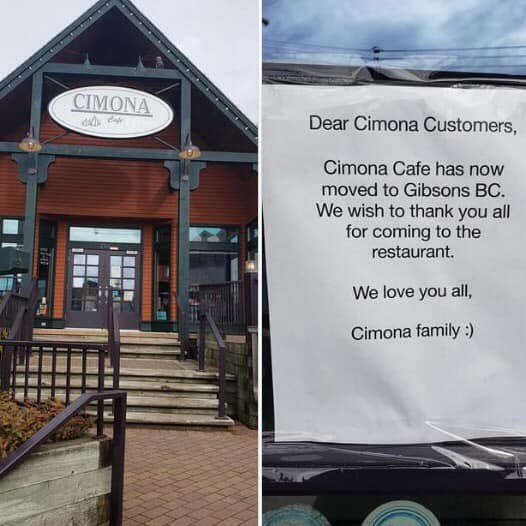 CIMONA
Cafe
Dear Cimona Customers,
Cimona Cafe has now
moved to Gibsons BC.
We wish to thank you all
for coming to the
restaurant.
We love you all,
Cimona family :)